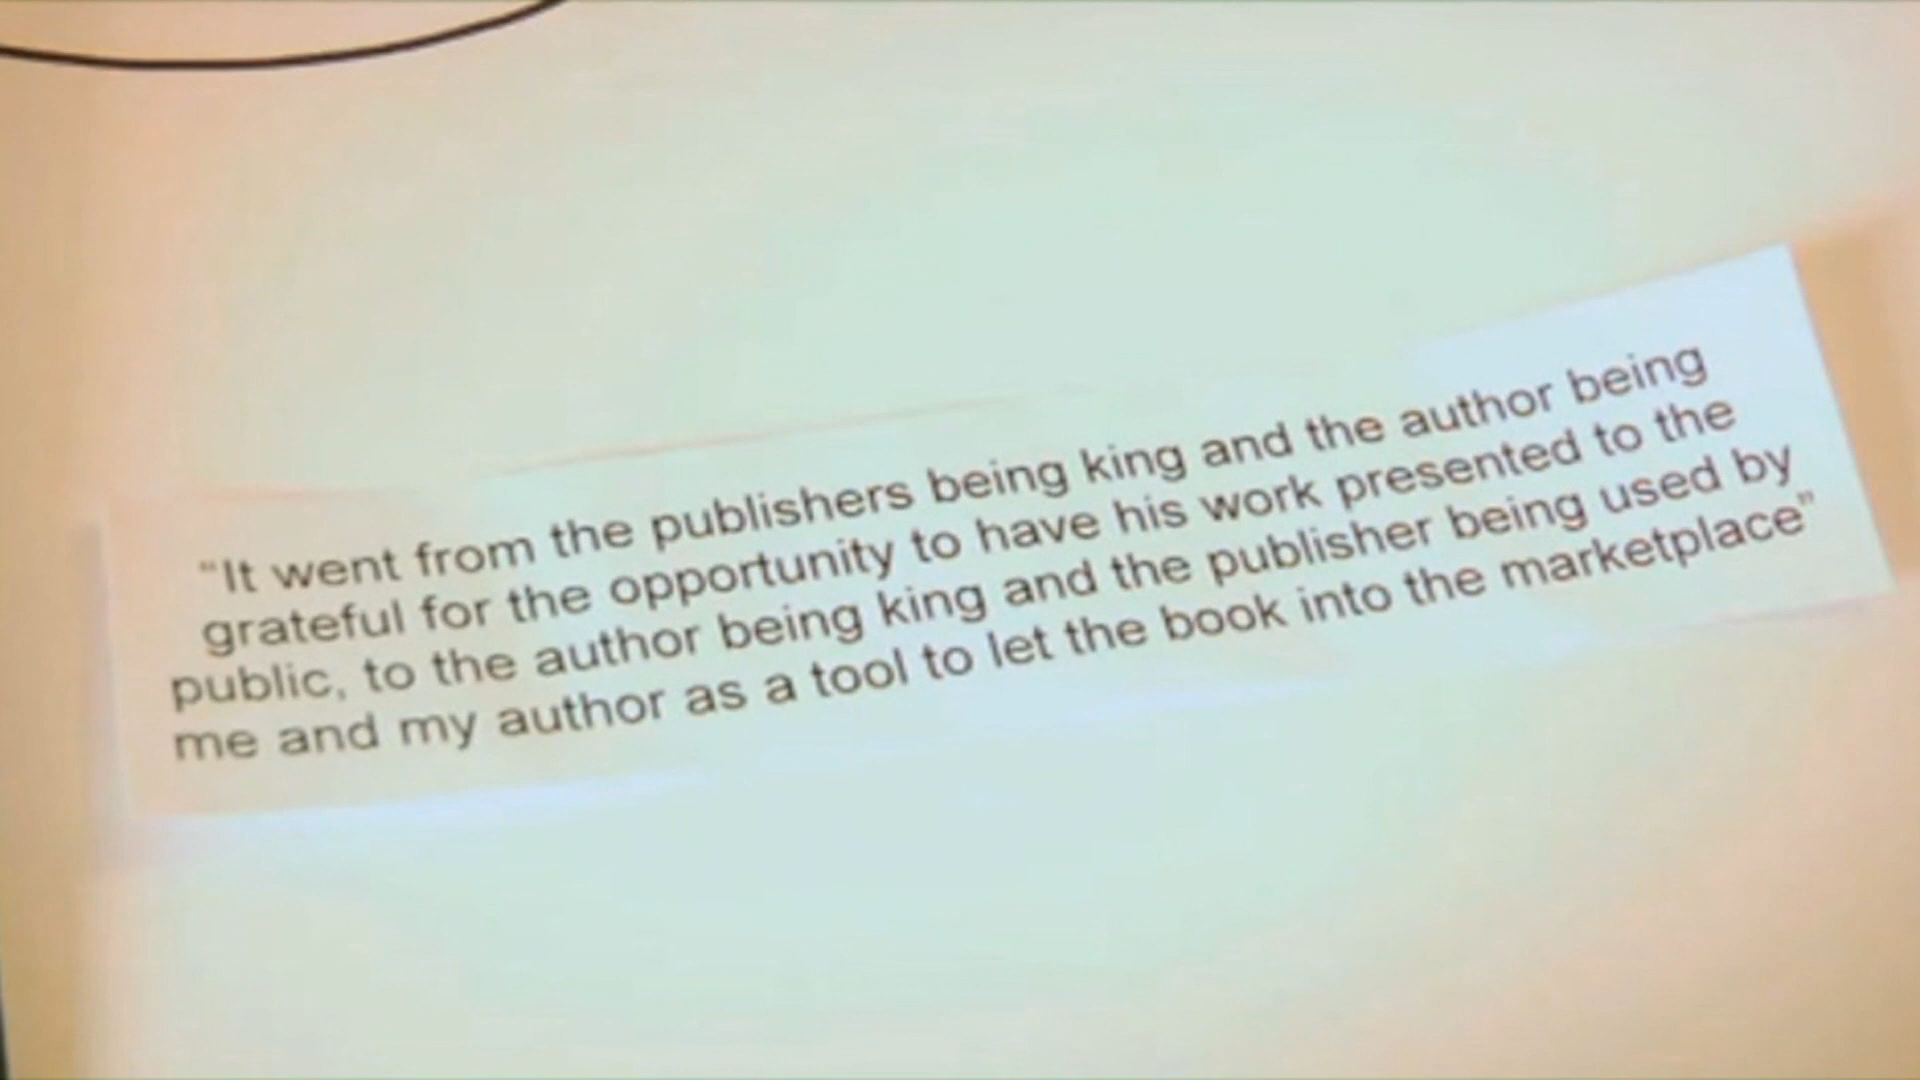 “It went from the publishers being king and the author being
grateful for the opportunity to have his work presented to the
public, to the author being king and the publisher being used by
me and my author as a tool to let the book into the marketplace”